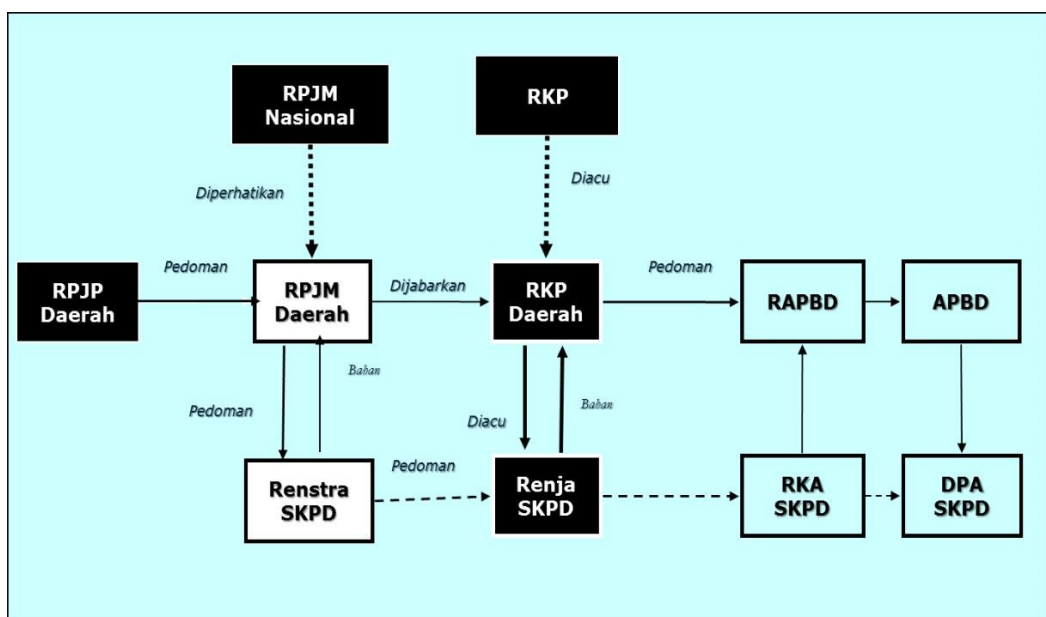 RPJM
Nasional
RKP
Diperhatikan
Diacu
RPJP
Daerah
Pedoman
RPJM
Daerah
Dijabarkan
RKP
Daerah
Pedoman
RAPBD
APBD
Pedoman
Bahan
Diacu
Bahan
Renstra
SKPD
Pedoman
Renja
SKPD
RKA
SKPD
DPA
SKPD